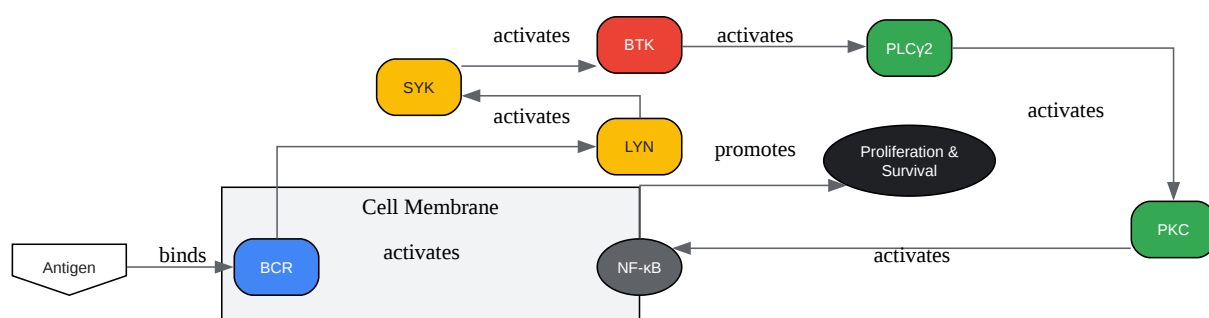 activates
BTK
activates
PLCγ2
SYK
activates
activates
LYN
promotes
Proliferation &
Survival
Cell Membrane
PKC
Antigen
binds
BCR
activates
NF-κB
activates